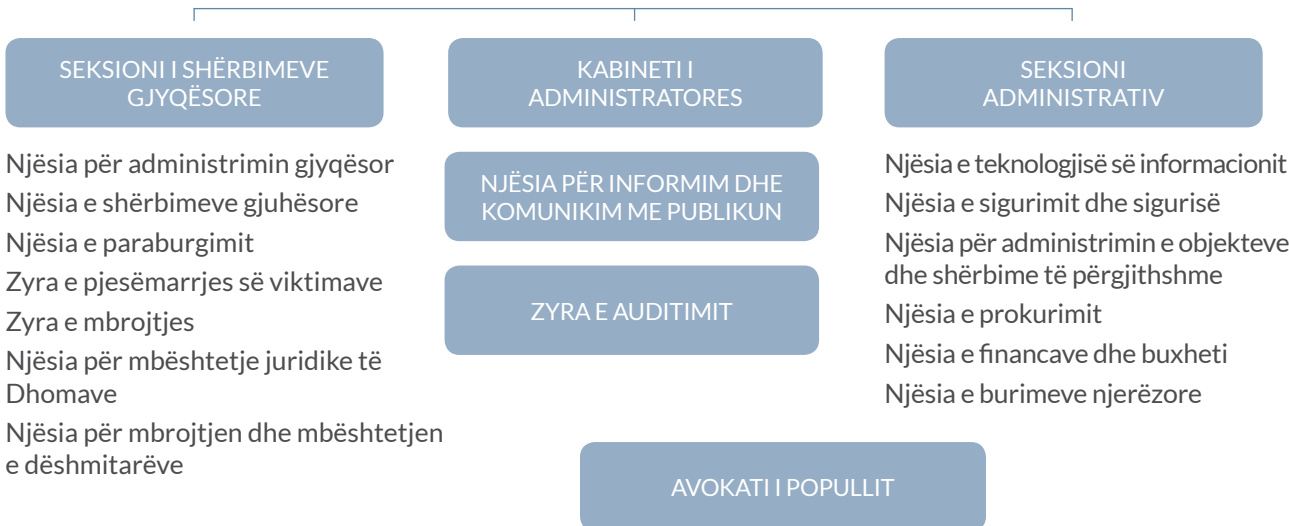 SEKSIONI I SHËRBIMEVE
GJYQËSORE
Njësia për administrimin gjyqësor
Njësia e shërbimeve gjuhësore
Njësia e paraburgimit
Zyra e pjesëmarrjes së viktimave
Zyra e mbrojtjes
Njësia për mbështetje juridike të
Dhomave
Njësia për mbrojtjen dhe mbështetjen
e dëshmitarëve
KABINETI I
ADMINISTRATORES
NJËSIA PËR INFORMIM DHE
KOMUNIKIM ME PUBLIKUN
ZYRA E AUDITIMIT
SEKSIONI
ADMINISTRATIV
Njësia e teknologjisë së informacionit
Njësia e sigurimit dhe sigurisë
Njësia për administrimin e objekteve
dhe shërbime të përgjithshme
Njësia e prokurimit
Njësia e financave dhe buxheti
Njësia e burimeve njerëzore
AVOKATI I POPULLIT